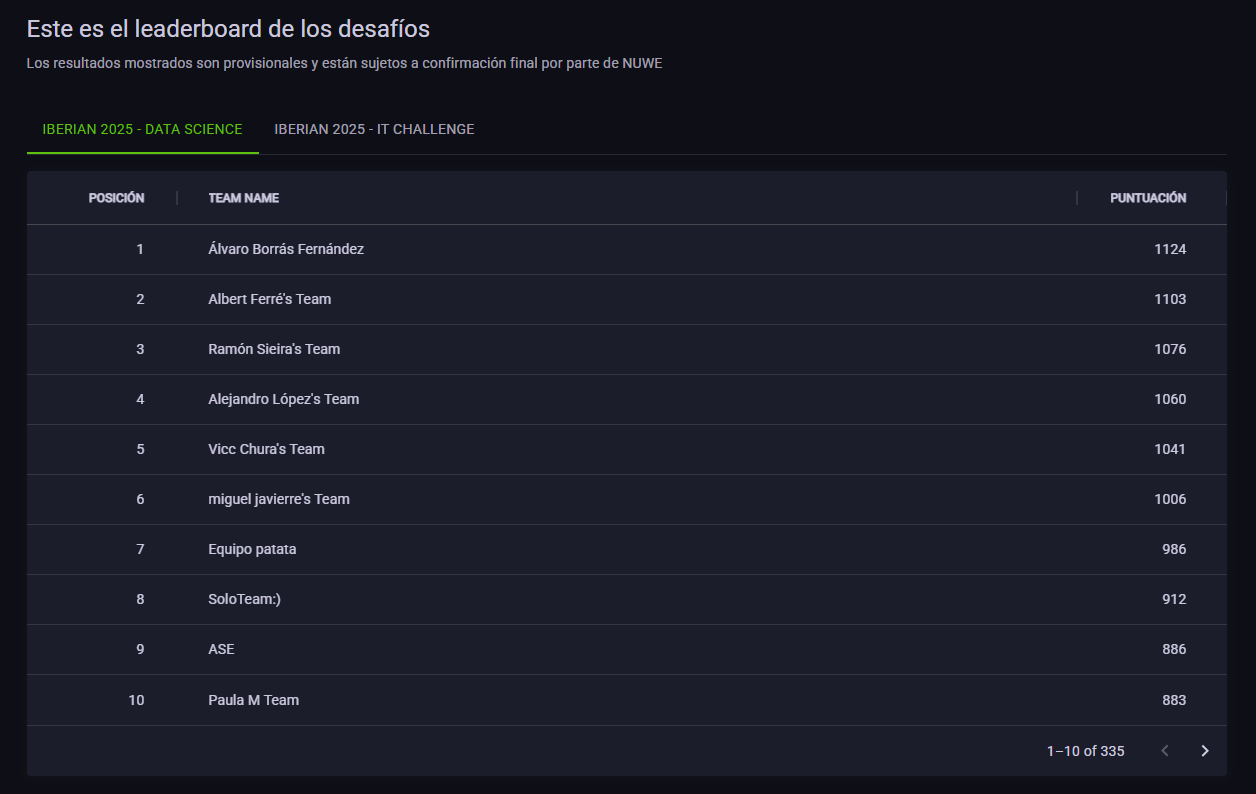 Este es el leaderboard de los desafíos
Los resultados mostrados son provisionales y están sujetos a confirmación final por parte de NUWE
IBERIAN 2025 - DATA SCIENCE IBERIAN 2025 - IT CHALLENGE
POSICIÓN TEAM NAME PUNTUACIÓN
1 Álvaro Borrás Fernández 1124
2 Albert Ferré's Team 1103
3 Ramón Sieira's Team 1076
4 Alejandro López's Team 1060
5 Vicc Chura's Team 1041
6 miguel javierre's Team 1006
7 Equipo patata 986
8 SoloTeam:) 912
9 ASE 886
10 Paula M Team 883
1–10 of 335